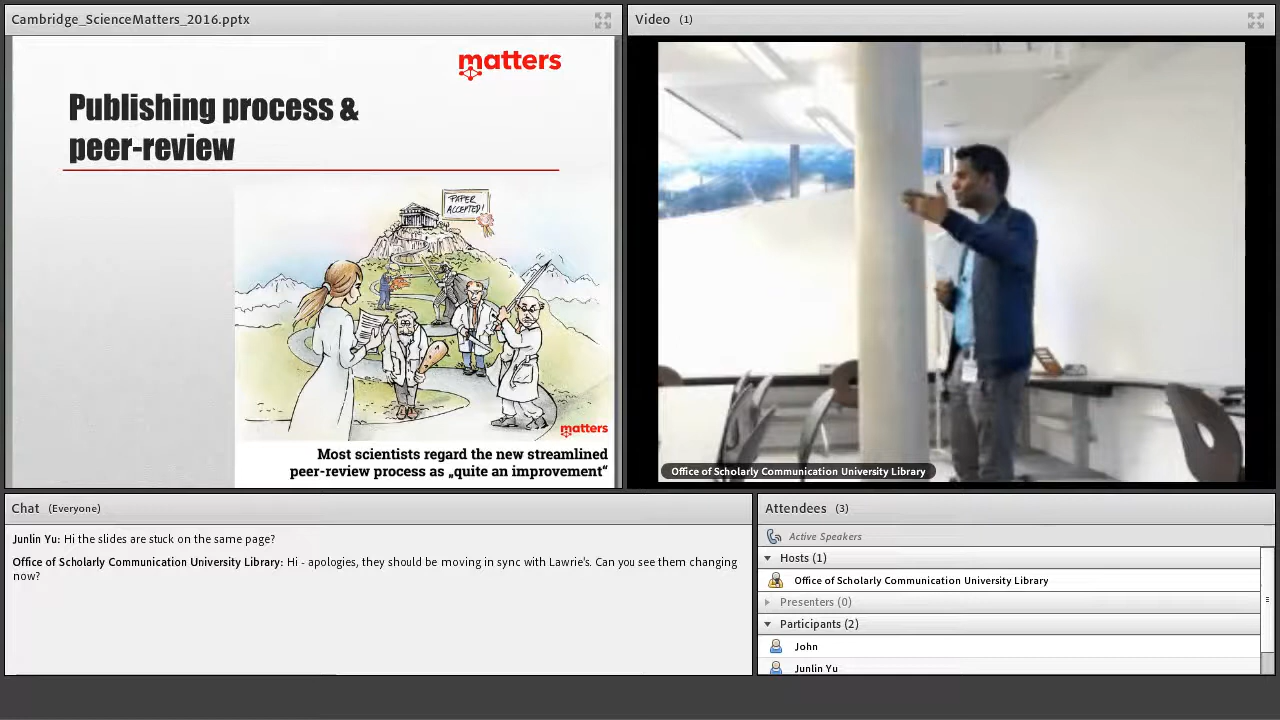 Cambridge_ScienceMatters_2016.pptx
matters
Publishing process &
peer-review
PAPER
ACCEPTED!
matters
Most scientists regard the new streamlined
peer-review process as „quite an improvement“
Video (1)
Office of Scholarly Communication University Library
Chat (Everyone)
Junlin Yu: Hi the slides are stuck on the same page?
Office of Scholarly Communication University Library: Hi - apologies, they should be moving in sync with Lawrie's. Can you see them changing
now?
Attendees (3)
Active Speakers
Hosts (1)
Office of Scholarly Communication University Library
Presenters (0)
Participants (2)
John
Junlin Yu